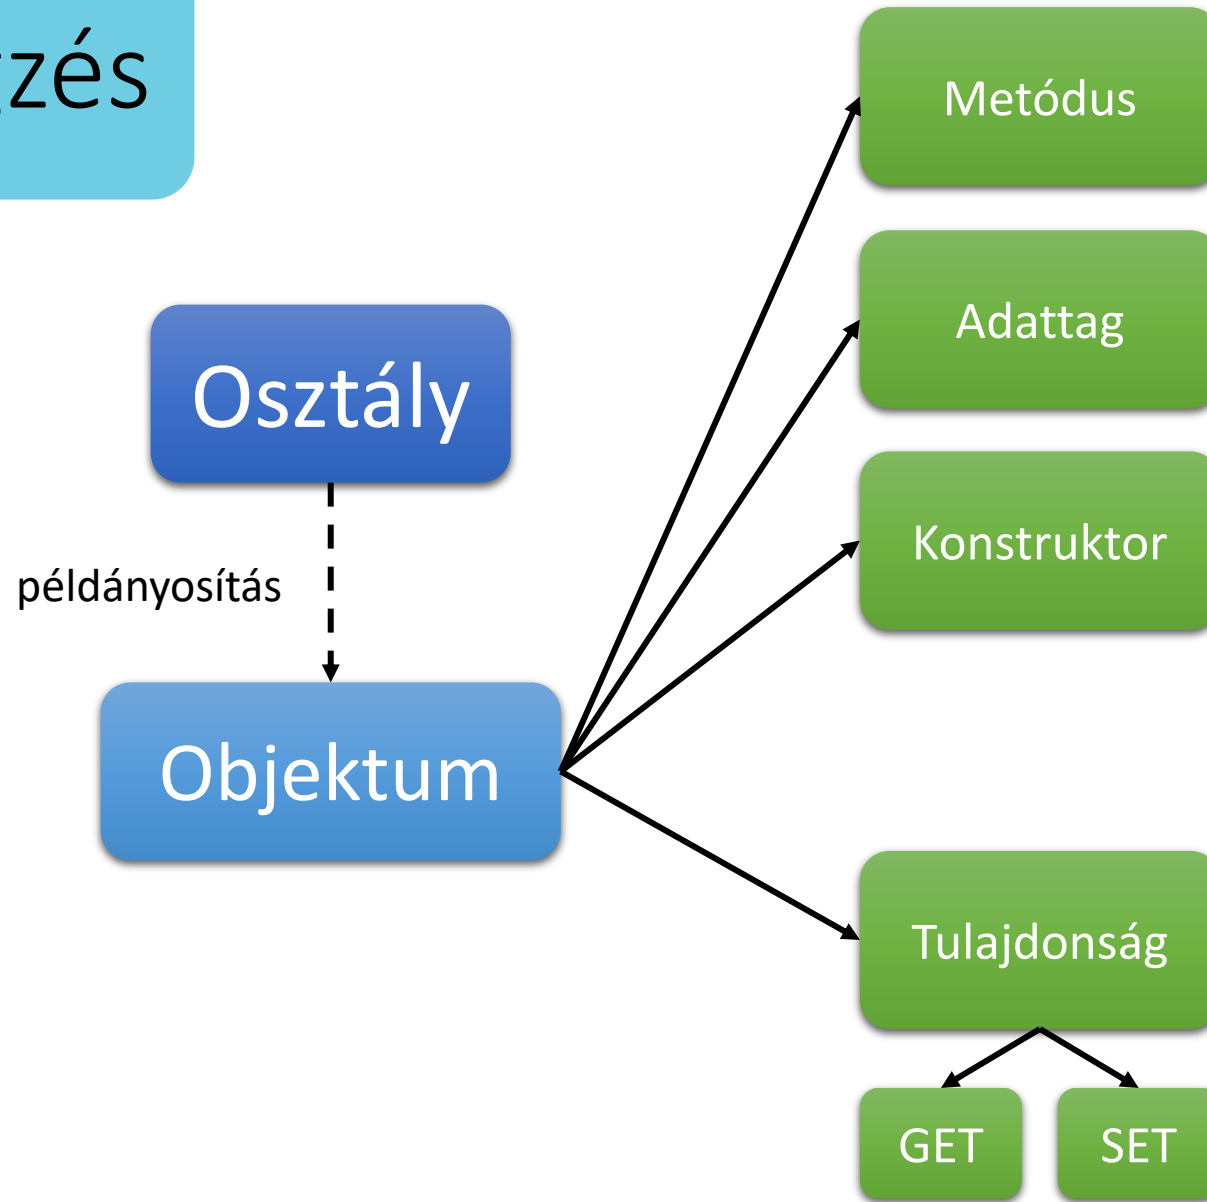 zés
Metódus
Adattag
Osztály
Konstruktor
példányosítás
Objektum
Tulajdonság
GET
SET